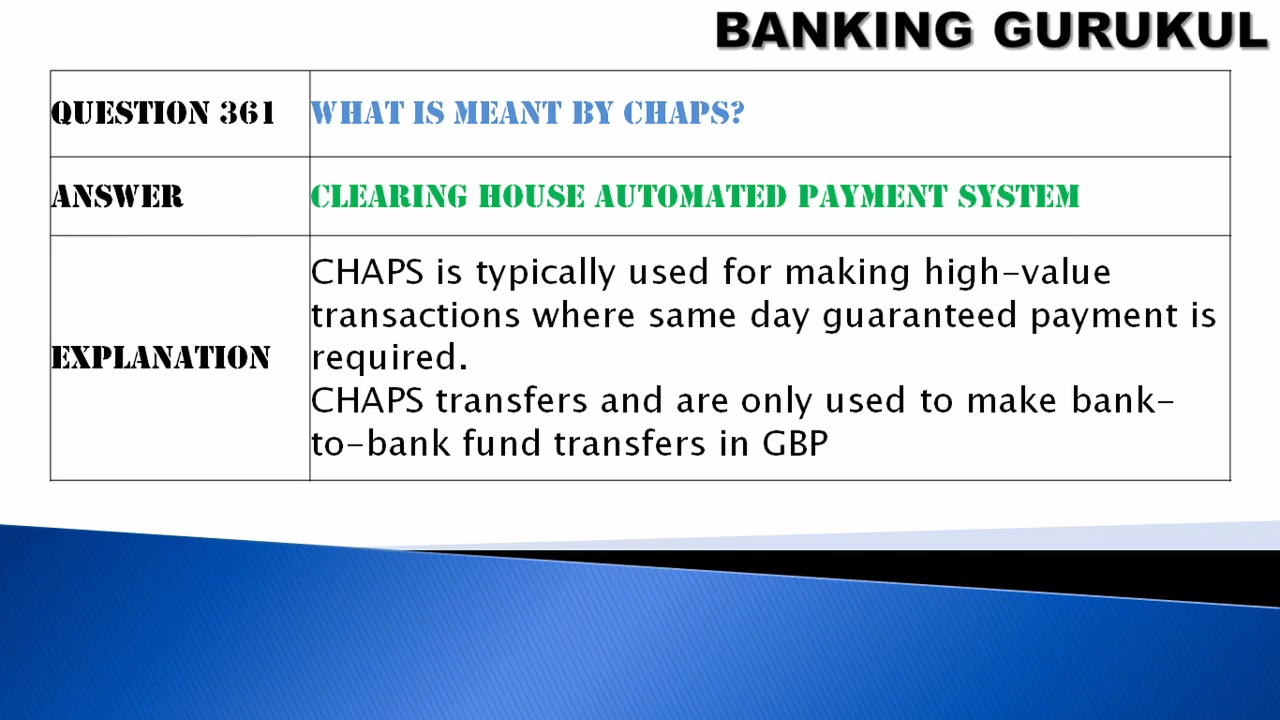 BANKING GURUKUL
QUESTION 361
WHAT IS MEANT BY CHAPS?
ANSWER
CLEARING HOUSE AUTOMATED PAYMENT SYSTEM
EXPLANATION
CHAPS is typically used for making high-value
transactions where same day guaranteed payment is
required.
CHAPS transfers and are only used to make bank-
to-bank fund transfers in GBP